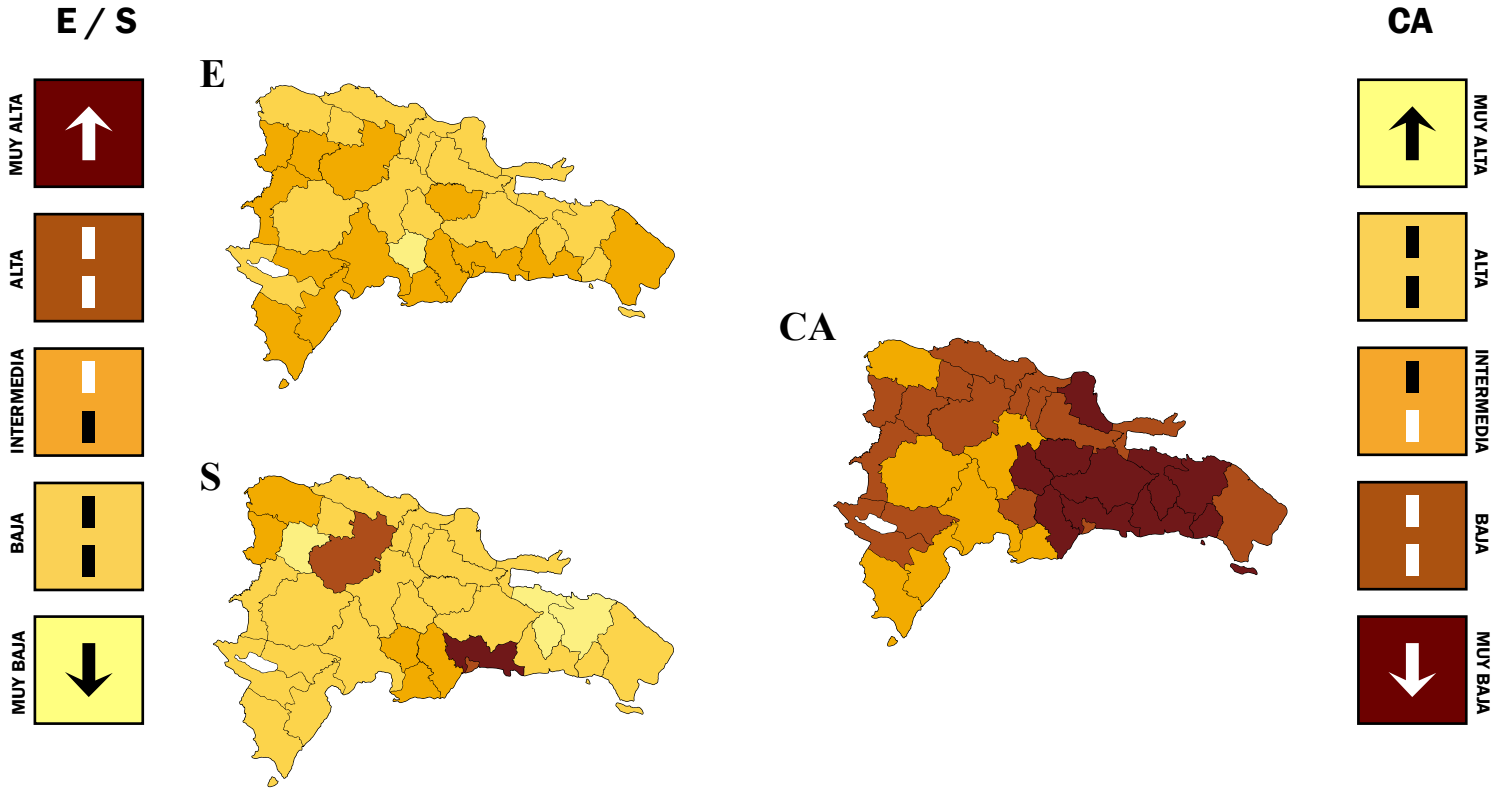 E / S
MUY ALTA
ALTA
INTERMEDIA
BAJA
MUY BAJA
E
S
CA
CA
MUY ALTA
ALTA
INTERMEDIA
BAJA
MUY BAJA